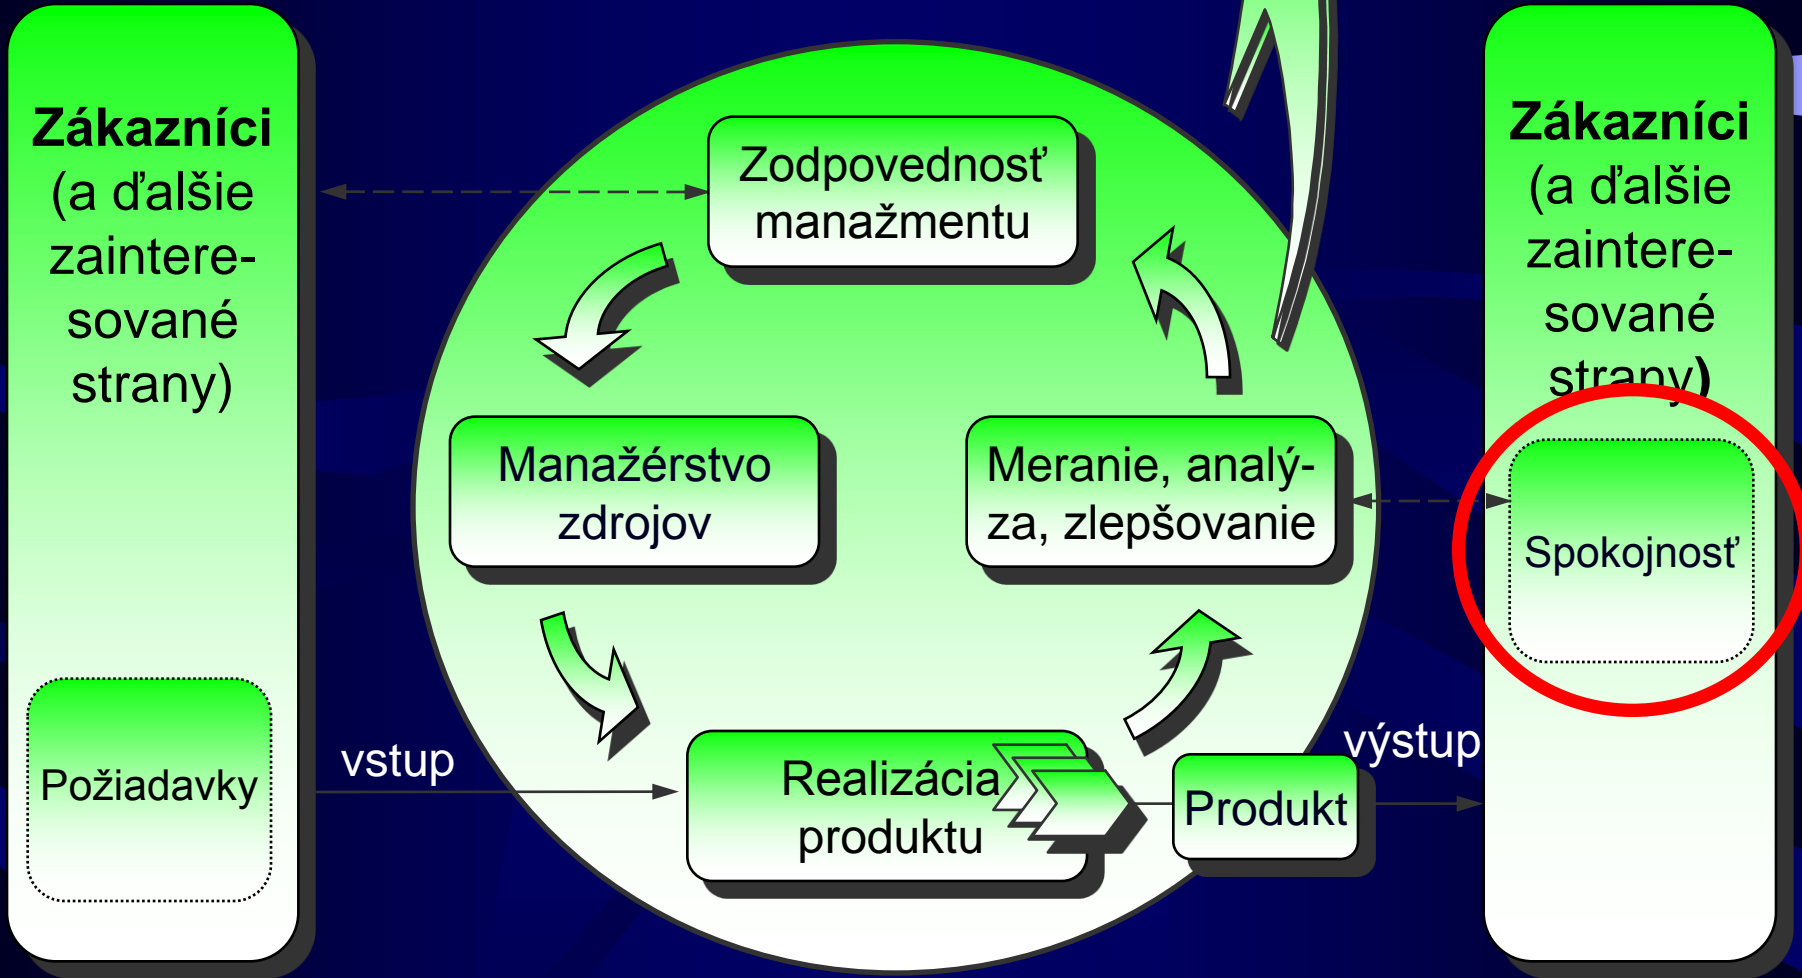 Zákazníci
(a ďalšie
zaintere-
sované
strany)
Požiadavky
vstup
Zodpovednosť
manažmentu
Manažérstvo
zdrojov
Meranie, analý-
za, zlepšovanie
Realizácia
produktu
Produkt
výstup
Zákazníci
(a ďalšie
zaintere-
sované
strany)
Spokojnosť